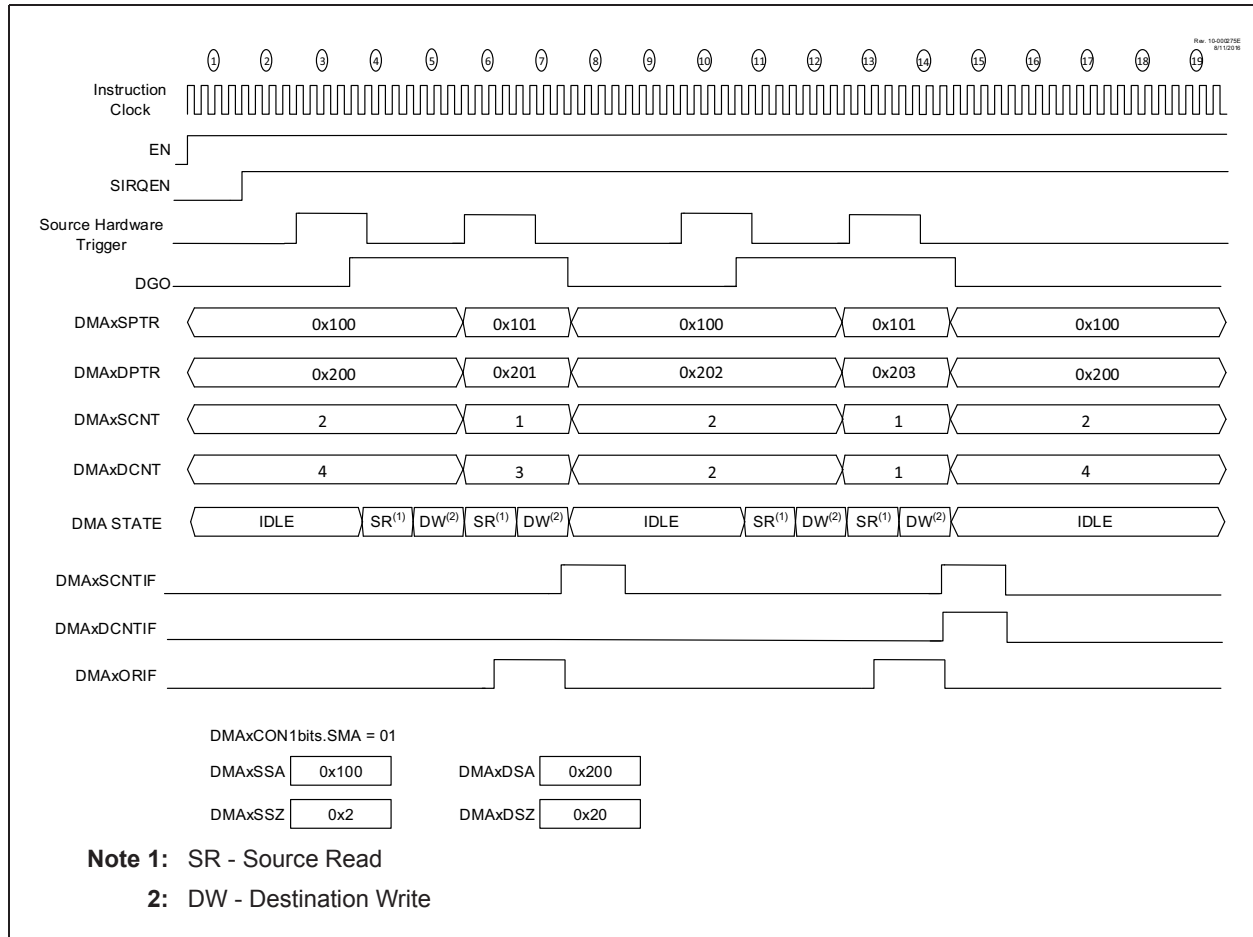 Rev. 10-000275E
8/11/2016
1 2 3 4 5 6 7 8 9 10 11 12 13 14 15 16 17 18 19
Instruction
Clock
EN
SIRQEN
Source Hardware
Trigger
DGO
DMAxSPTR 0x100 0x101 0x100 0x101 0x100
DMAxDPTR 0x200 0x201 0x202 0x203 0x200
DMAxSCNT 2 1 2 1 2
DMAxDCNT 4 3 2 1 4
DMA STATE IDLE SR(1) DW(2) SR(1) DW(2) IDLE SR(1) DW(2) SR(1) DW(2) IDLE
DMAxSCNTIF
DMAxDCNTIF
DMAxORIF
DMAxCON1bits.SMA = 01
DMAxSSA 0x100 DMAxDSA 0x200
DMAxSSZ 0x2 DMAxDSZ 0x20
Note 1: SR - Source Read
2: DW - Destination Write